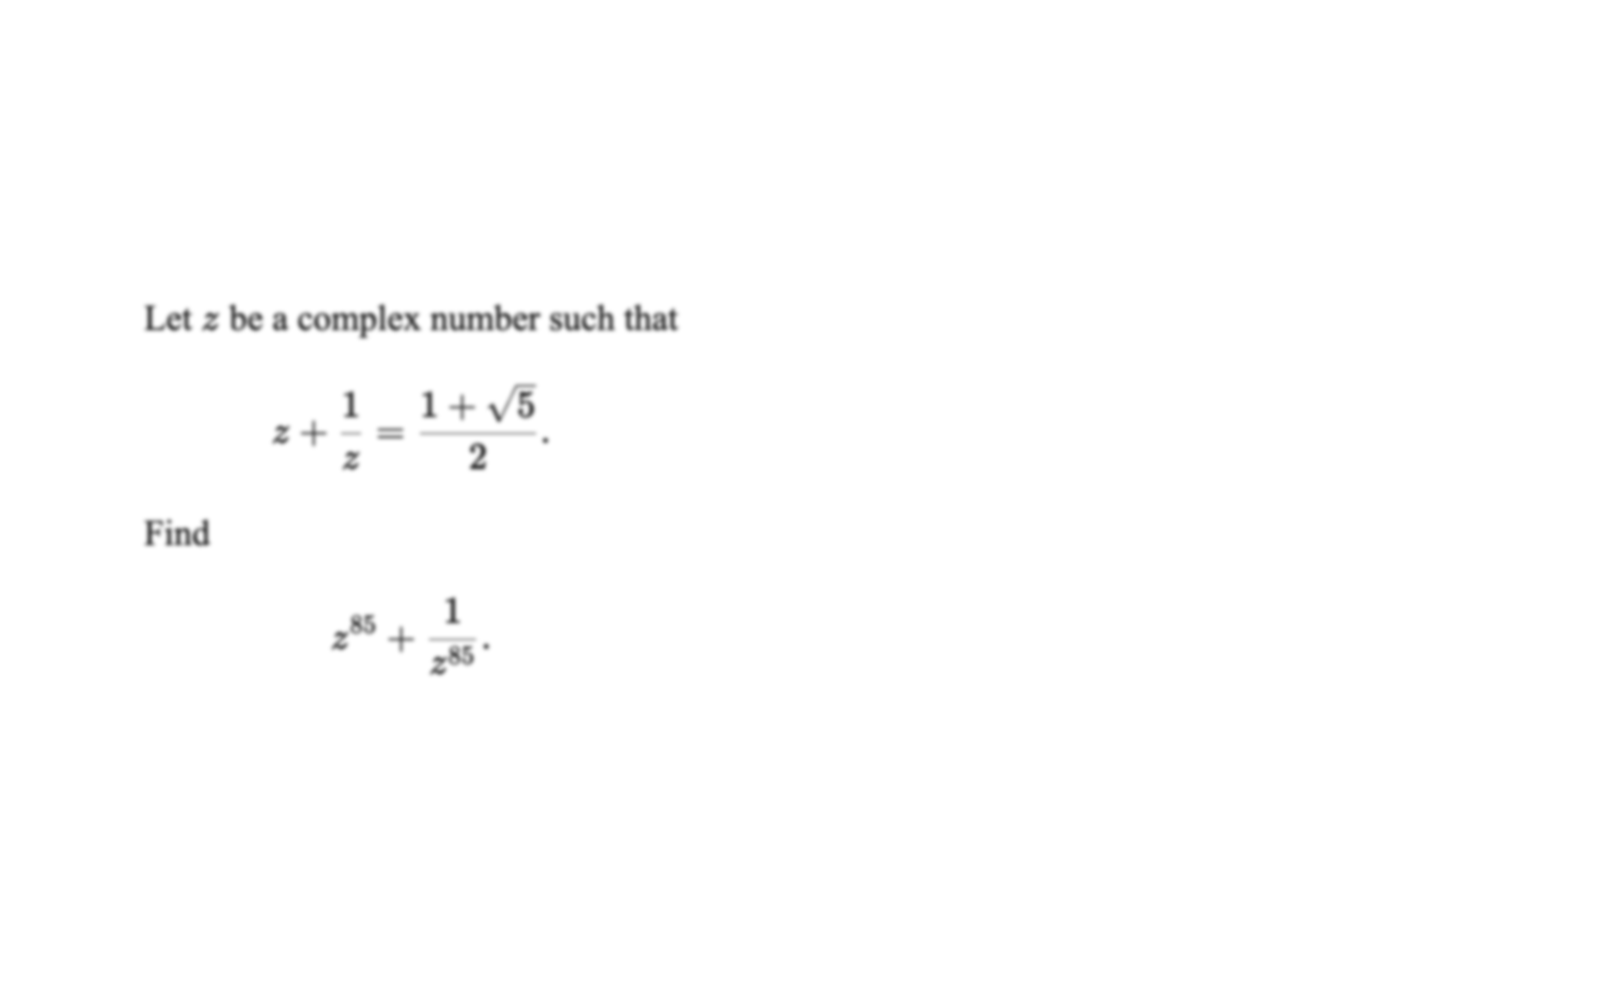 Let z be a complex number such that
z + 1/z = (1 + √5)/2.
Find
z^85 + 1/z^85.